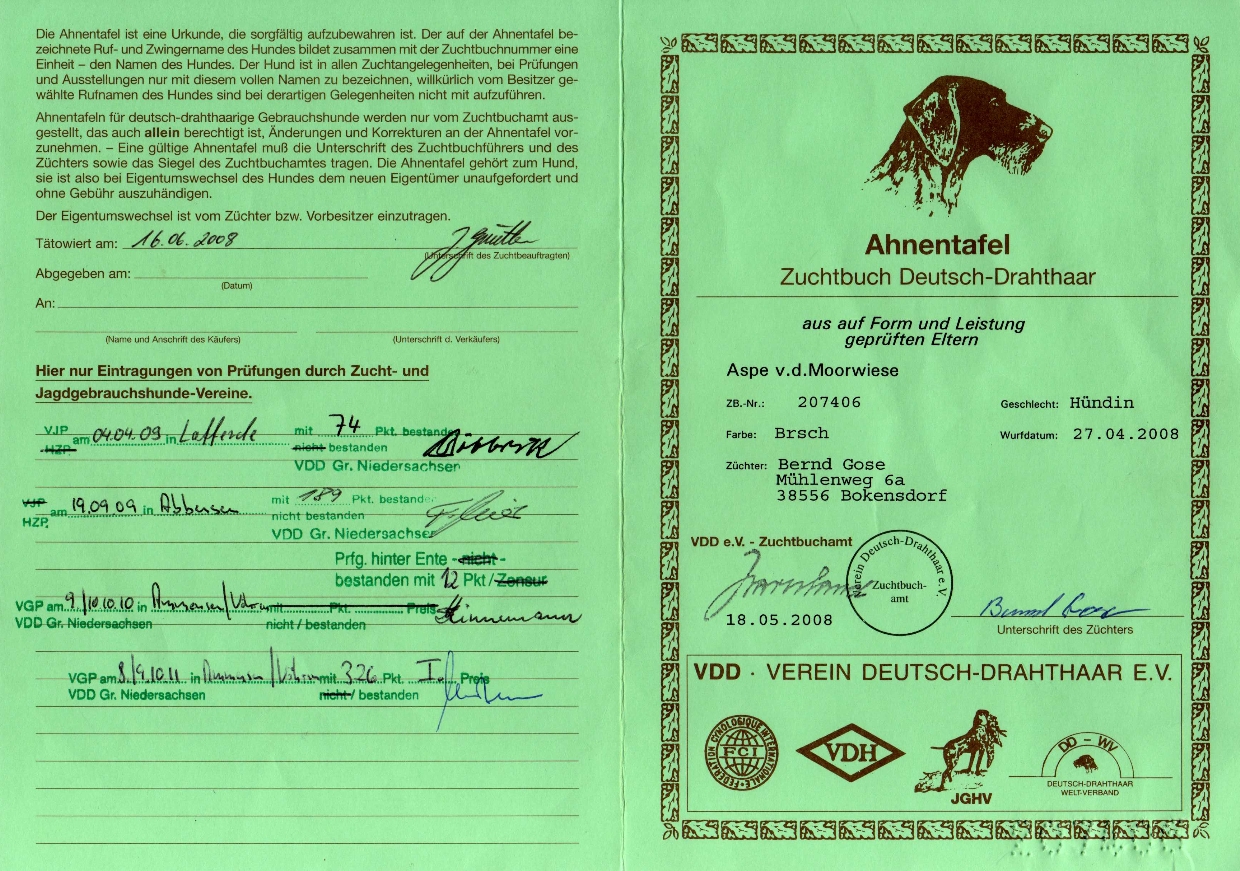 Die Ahnentafel ist eine Urkunde, die sorgfältig aufzubewahren ist. Der auf der Ahnentafel be-
zeichnete Ruf- und Zwingername des Hundes bildet zusammen mit der Zuchtbuchnummer eine
Einheit – den Namen des Hundes. Der Hund ist in allen Zuchtangelegenheiten, bei Prüfungen
und Ausstellungen nur mit diesem vollen Namen zu bezeichnen, willkürlich vom Besitzer ge-
wählte Rufnamen des Hundes sind bei derartigen Gelegenheiten nicht mit aufzuführen.
Ahnentafeln für deutsch-drahthaarige Gebrauchshunde werden nur vom Zuchtbuchamt aus-
gestellt, das auch allein berechtigt ist, Änderungen und Korrekturen an der Ahnentafel vor-
zunehmen. – Eine gültige Ahnentafel muß die Unterschrift des Zuchtbuchführers und des
Züchters sowie das Siegel des Zuchtbuchamtes tragen. Die Ahnentafel gehört zum Hund,
sie ist also bei Eigentumswechsel des Hundes dem neuen Eigentümer unaufgefordert und
ohne Gebühr auszuhändigen.
Der Eigentumswechsel ist vom Züchter bzw. Vorbesitzer einzutragen.
Tätowiert am: 16.06.2008
(Unterschrift des Zuchtbeauftragten)
Abgegeben am:
(Datum)
An:
(Name und Anschrift des Käufers) (Unterschrift d. Verkäufers)
Hier nur Eintragungen von Prüfungen durch Zucht- und
Jagdgebrauchshunde-Vereine.
VJP am 04.04.09 in Lafferde mit 74 Pkt. bestanden
HZP nicht bestanden
VDD Gr. Niedersachsen
VJP am 19.09.09 in Abbensen mit 189 Pkt. bestanden
HZP nicht bestanden
VDD Gr. Niedersachsen
Prfg. hinter Ente - nicht -
bestanden mit 12 Pkt / Zensur
VGP am 9./10.10.10 in mit Pkt. Preis
VDD Gr. Niedersachsen nicht / bestanden
VGP am 8./9.10.11 in mit 326 Pkt. I. Preis
VDD Gr. Niedersachsen nicht / bestanden
Ahnentafel
Zuchtbuch Deutsch-Drahthaar
aus auf Form und Leistung
geprüften Eltern
Aspe v.d.Moorwiese
ZB.-Nr.: 207406 Geschlecht: Hündin
Farbe: Brsch Wurfdatum: 27.04.2008
Züchter: Bernd Gose
Mühlenweg 6a
38556 Bokensdorf
VDD e.V. - Zuchtbuchamt
Verein Deutsch-Drahthaar e.V.
Zuchtbuch-
amt
18.05.2008
Bernd Gose
Unterschrift des Züchters
VDD · VEREIN DEUTSCH-DRAHTHAAR E.V.
FEDERATION CYNOLOGIQUE INTERNATIONALE
FCI
VDH
JGHV
DD - WV
DEUTSCH-DRAHTHAAR
WELT-VERBAND